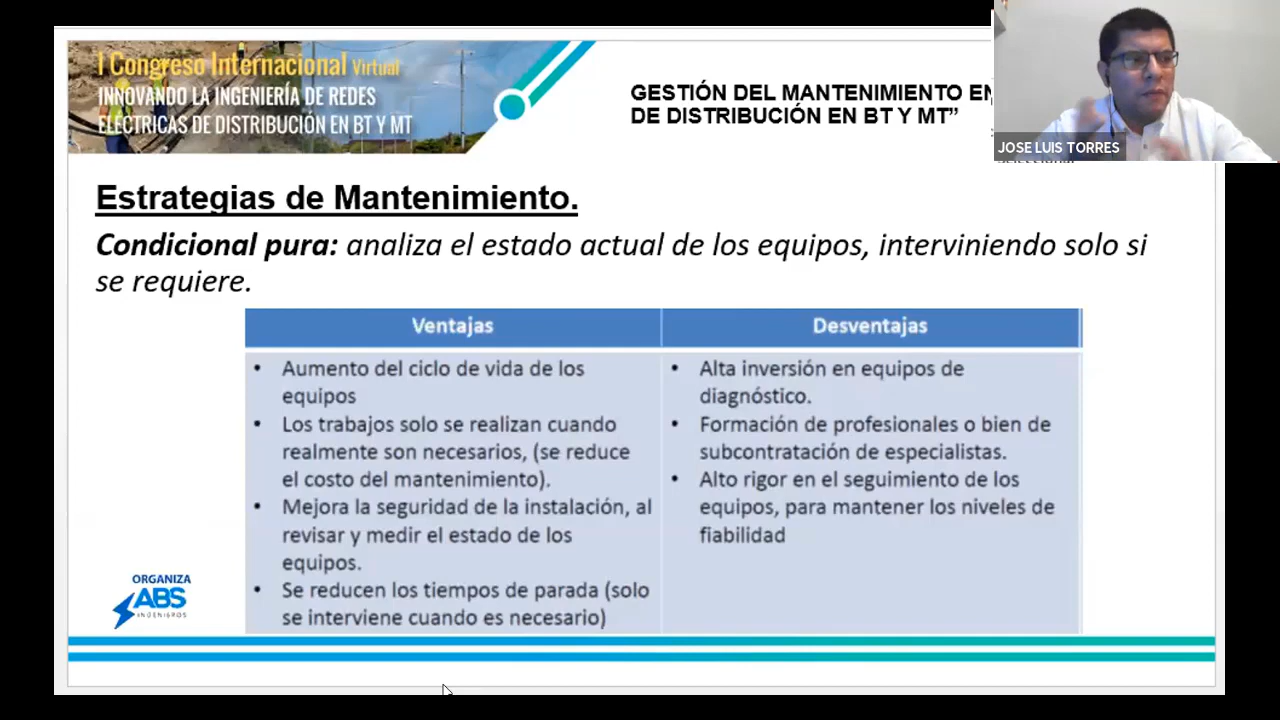 I Congreso Internacional Virtual
INNOVANDO LA INGENIERÍA DE REDES
ELÉCTRICAS DE DISTRIBUCIÓN EN BT Y MT
GESTIÓN DEL MANTENIMIENTO EN
DE DISTRIBUCIÓN EN BT Y MT”
JOSE LUIS TORRES
Estrategias de Mantenimiento.
Condicional pura: analiza el estado actual de los equipos, interviniendo solo si
se requiere.
Ventajas
• Aumento del ciclo de vida de los
equipos
• Los trabajos solo se realizan cuando
realmente son necesarios, (se reduce
el costo del mantenimiento).
• Mejora la seguridad de la instalación, al
revisar y medir el estado de los
equipos.
• Se reducen los tiempos de parada (solo
se interviene cuando es necesario)
Desventajas
• Alta inversión en equipos de
diagnóstico.
• Formación de profesionales o bien de
subcontratación de especialistas.
• Alto rigor en el seguimiento de los
equipos, para mantener los niveles de
fiabilidad
ORGANIZA
ABS
INGENIEROS